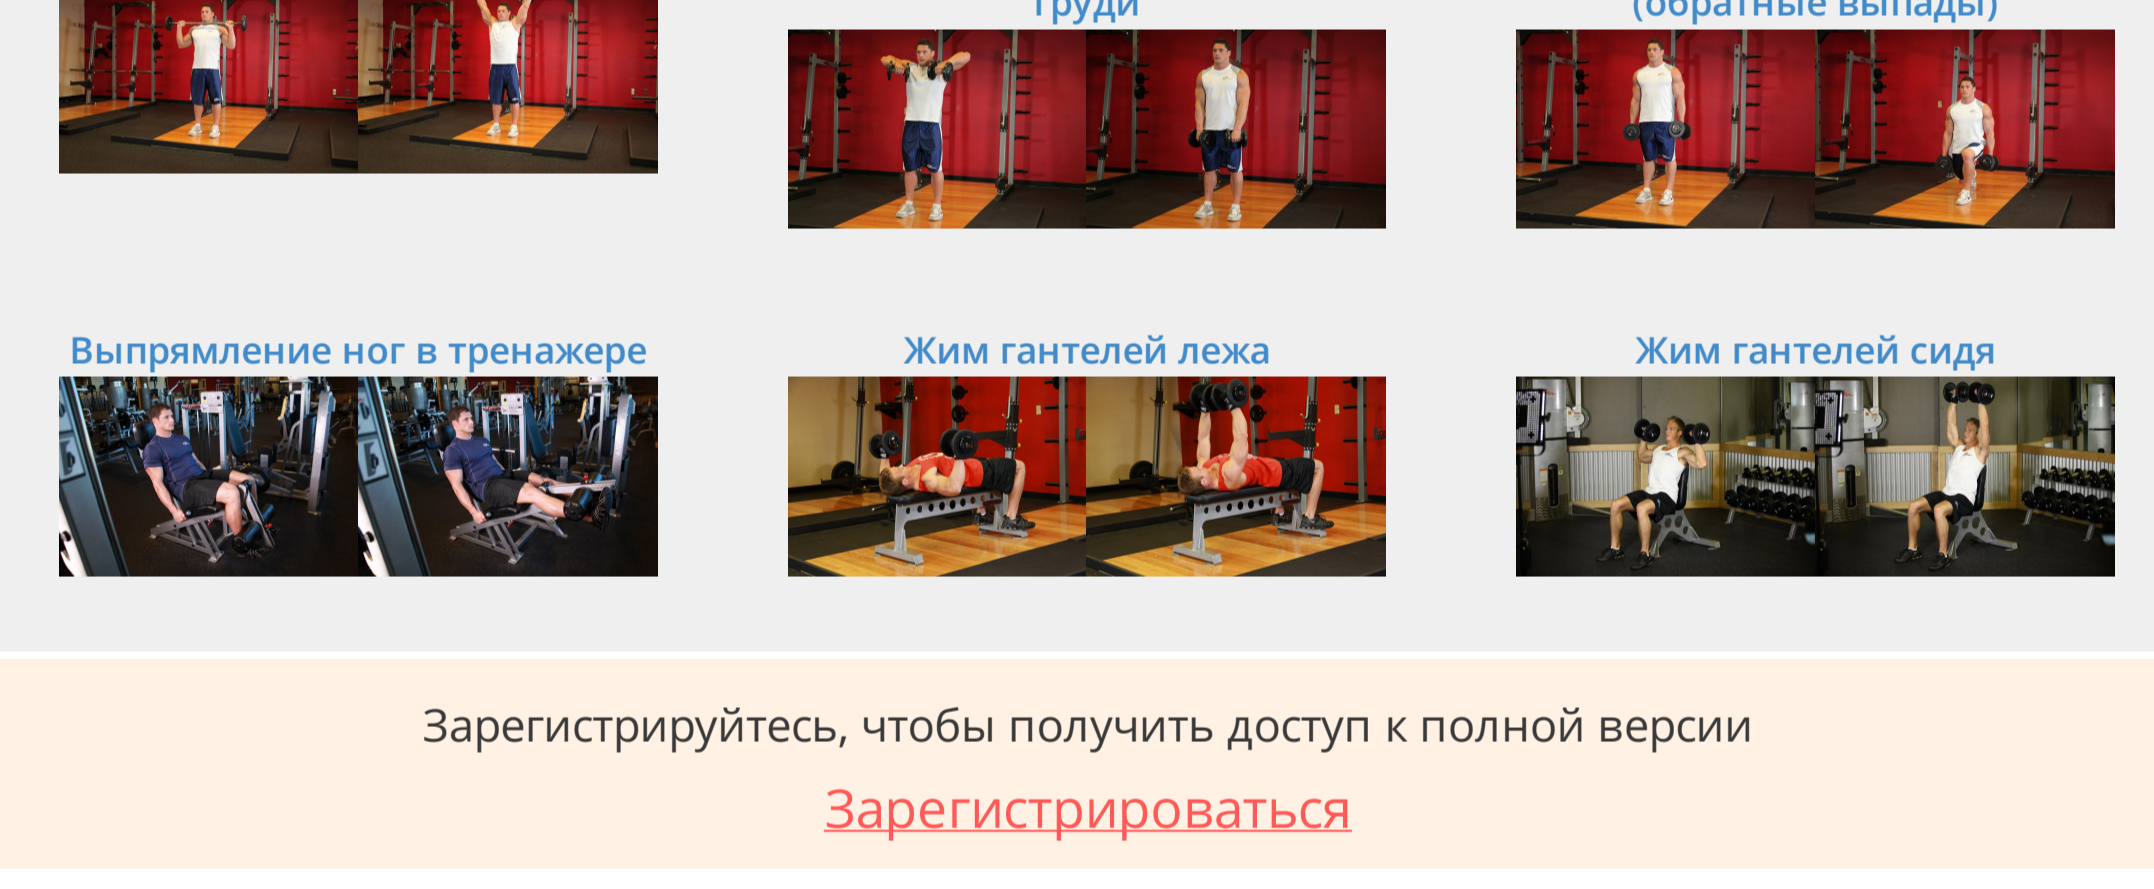 груди
(обратные выпады)
Выпрямление ног в тренажере
Жим гантелей лежа
Жим гантелей сидя
Зарегистрируйтесь, чтобы получить доступ к полной версии
Зарегистрироваться